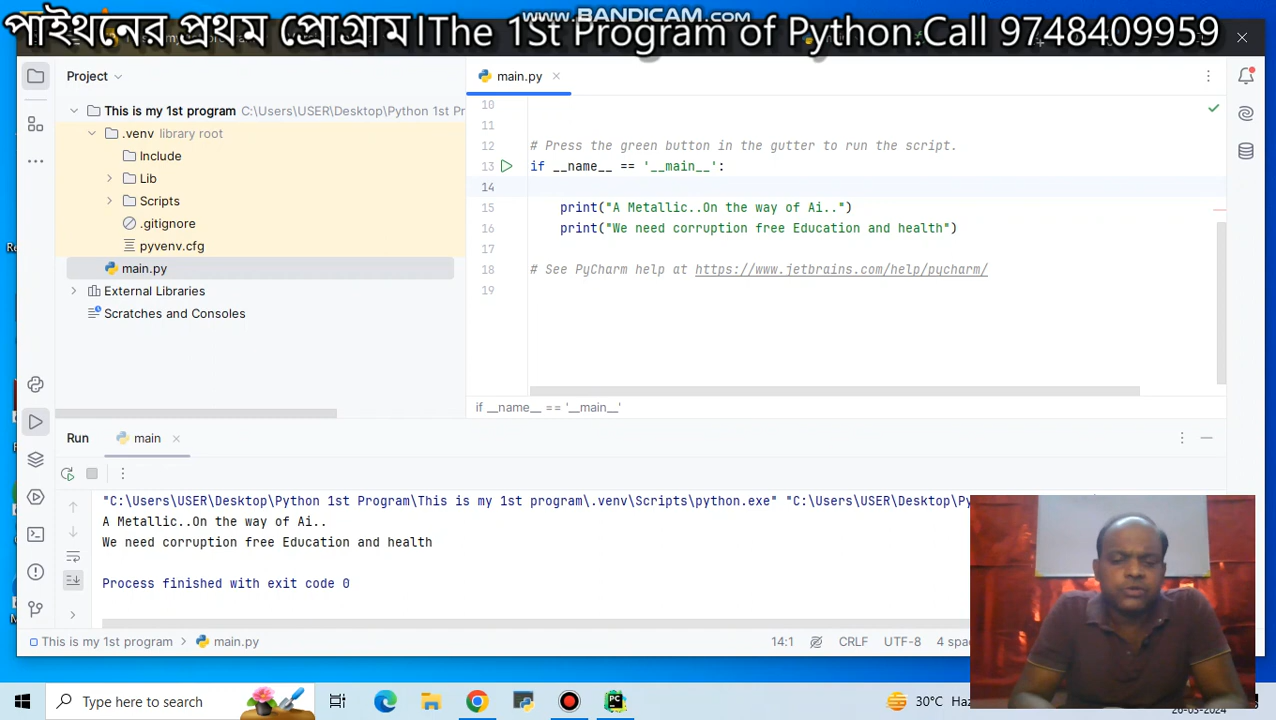 www.BANDICAM.com
পাইথনের প্রথম প্রোগ্রাম।The 1St Program of Python.Call 9748409959
Project
main.py
This is my 1st program C:\Users\USER\Desktop\Python 1st Pr
.venv library root
Include
Lib
Scripts
.gitignore
pyvenv.cfg
main.py
External Libraries
Scratches and Consoles
10
11
12 # Press the green button in the gutter to run the script.
13 if __name__ == '__main__':
14
15 print("A Metallic..On the way of Ai..")
16 print("We need corruption free Education and health")
17
18 # See PyCharm help at https://www.jetbrains.com/help/pycharm/
19
if __name__ == '__main__'
Run main
"C:\Users\USER\Desktop\Python 1st Program\This is my 1st program\.venv\Scripts\python.exe" "C:\Users\USER\Desktop\Py
A Metallic..On the way of Ai..
We need corruption free Education and health
Process finished with exit code 0
This is my 1st program > main.py 14:1 CRLF UTF-8 4 spac
Type here to search
30°C Haz
26-03-2024